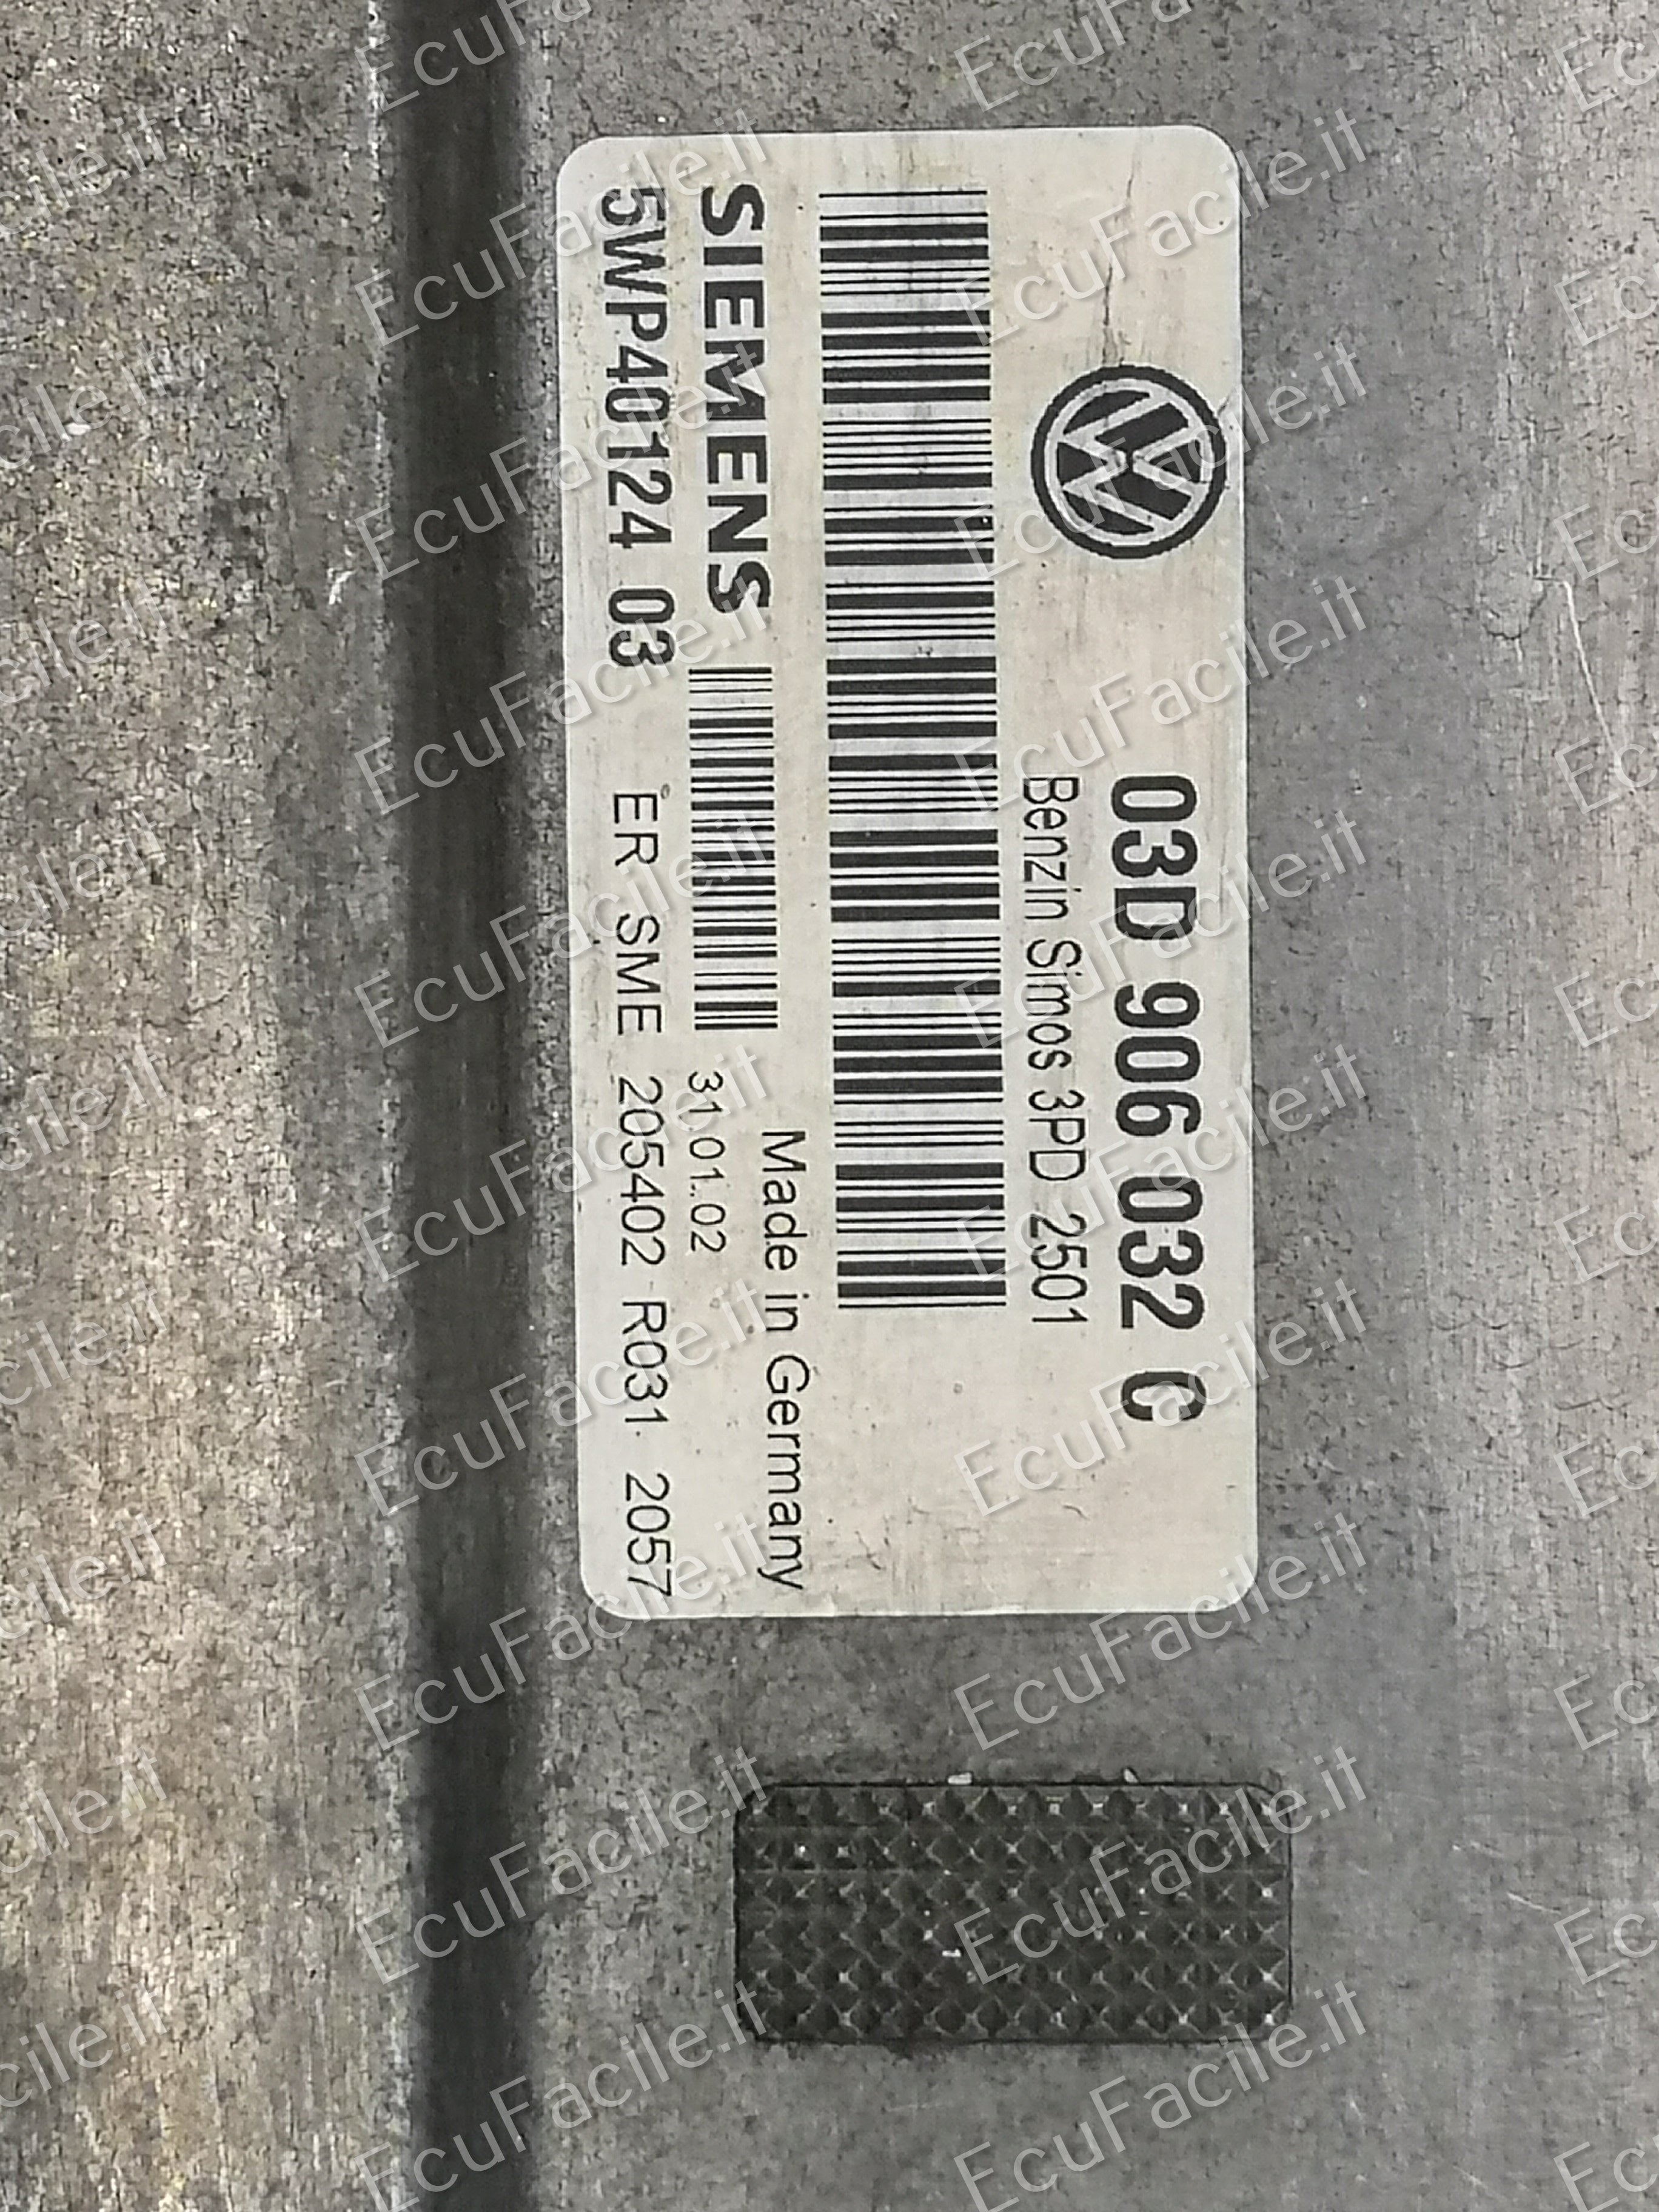 03D 906 032 C
Benzin Simos 3PD 2501
Made in Germany
SIEMENS
31.01.02
5WP40124 03
ER SME 205402 R031 2057
EcuFacile.it